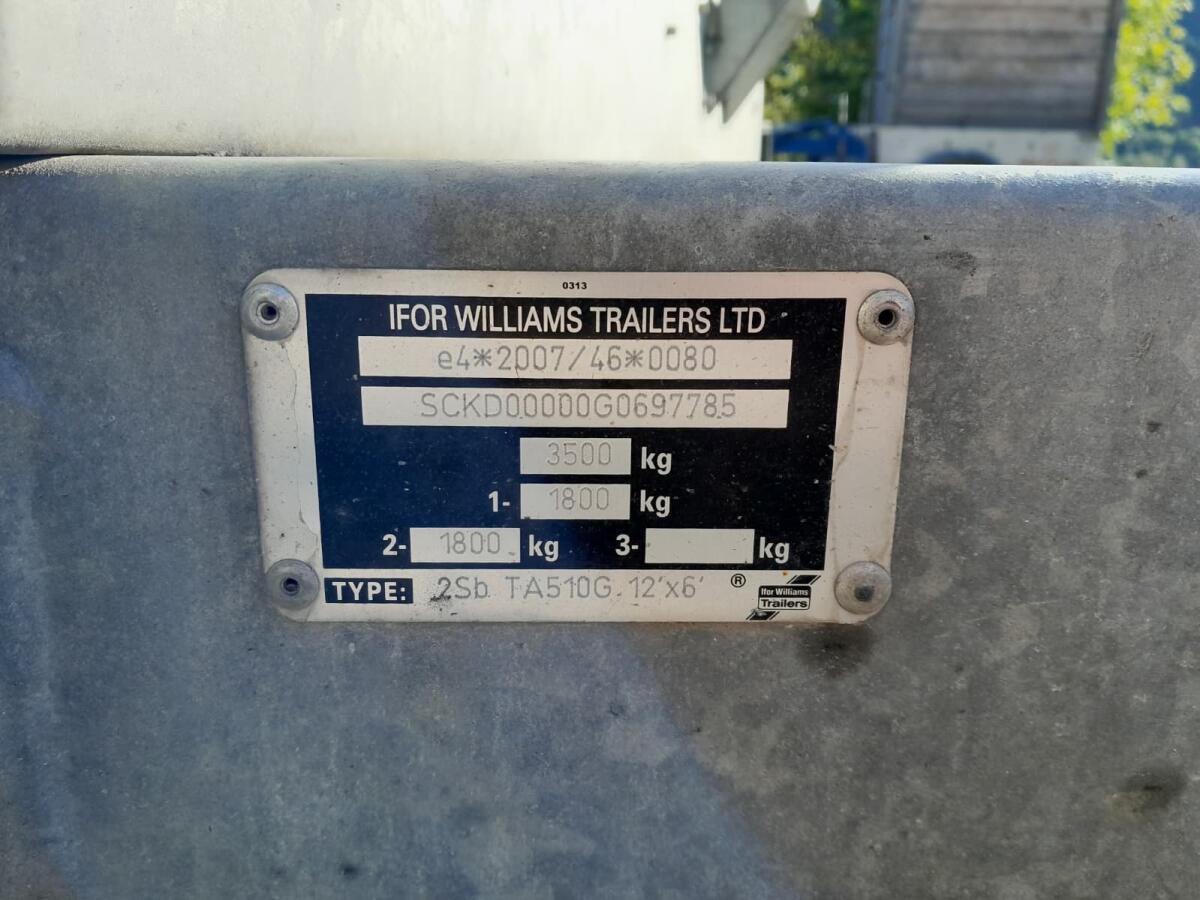 0313
IFOR WILLIAMS TRAILERS LTD
e4*2007/46*0080
SCKD00000G0697785
3500 kg
1- 1800 kg
2- 1800 kg 3- kg
TYPE: 2Sb TA510G 12'x6' ®
Ifor Williams
Trailers